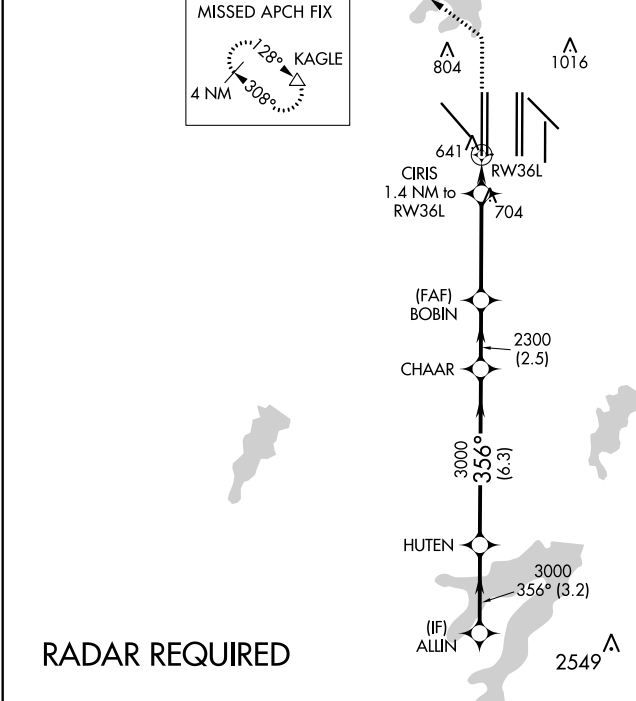 MISSED APCH FIX
128°
KAGLE
4 NM
308°
804
1016
641
RW36L
CIRIS
1.4 NM to
RW36L
704
(FAF)
BOBIN
2300
(2.5)
CHAAR
3000
356°
(6.3)
HUTEN
3000
356° (3.2)
(IF)
ALLIN
RADAR REQUIRED
2549